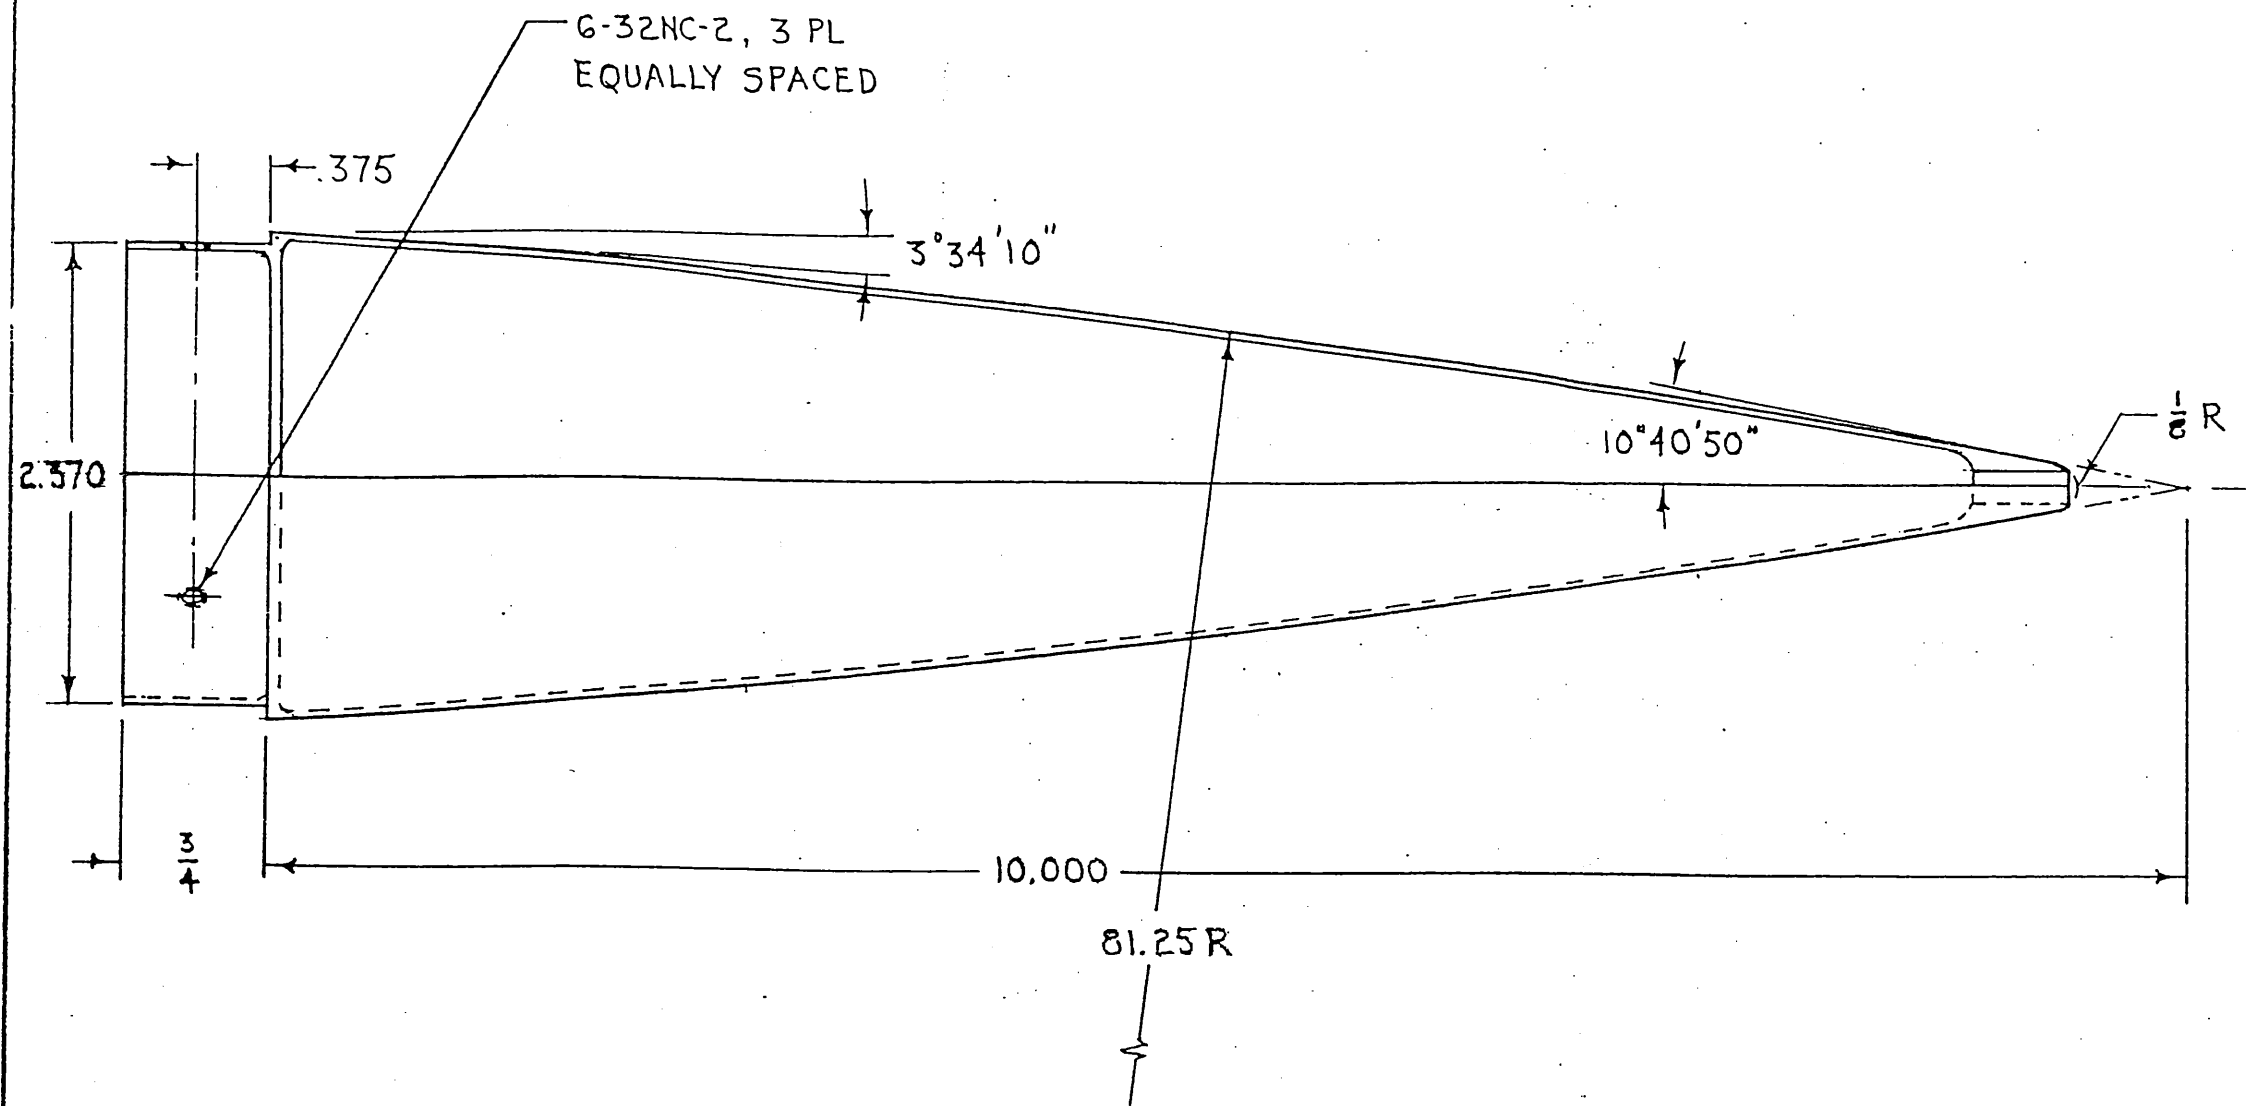 6-32NC-2, 3 PL
EQUALLY SPACED
.375
3°34'10"
10°40'50"
1/8 R
2.370
3/4
10.000
81.25 R